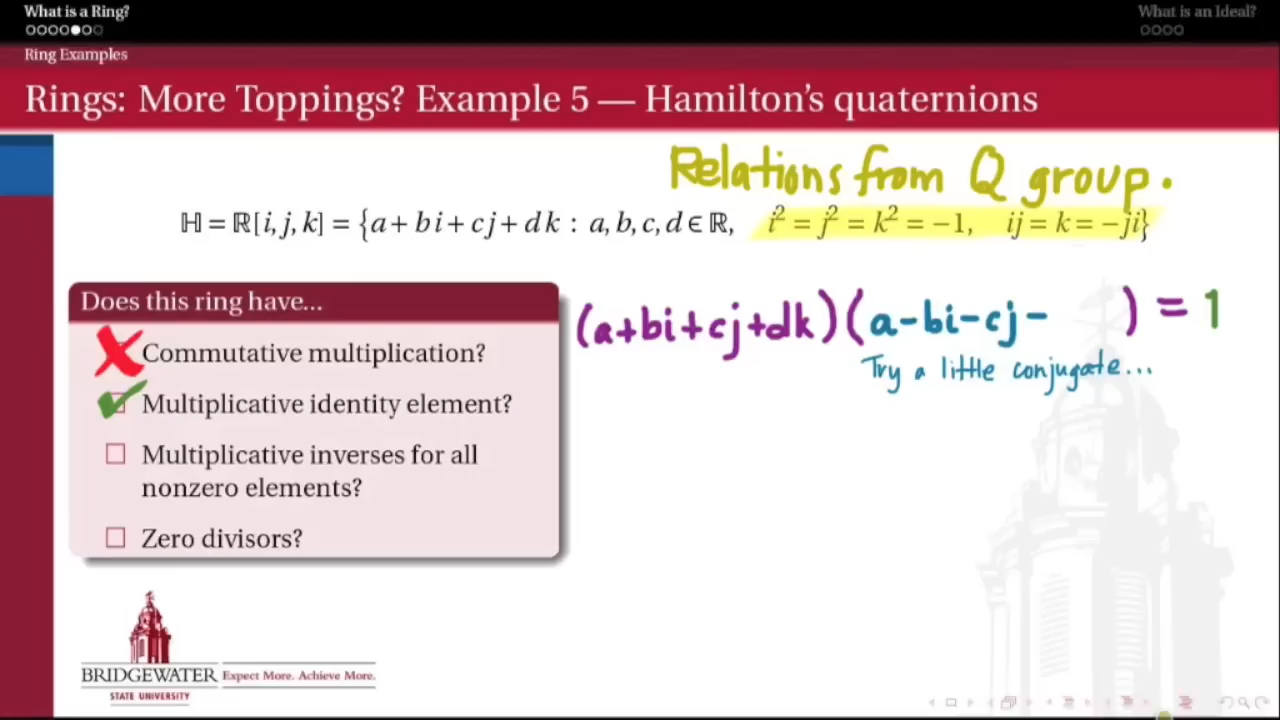 What is a Ring?
What is an Ideal?
Ring Examples
Rings: More Toppings? Example 5 — Hamilton's quaternions
Relations from Q group.
ℍ = ℝ[i, j, k] = {a + bi + cj + dk : a, b, c, d ∈ ℝ, i² = j² = k² = −1, ij = k = −ji}
Does this ring have...
Commutative multiplication?
Multiplicative identity element?
Multiplicative inverses for all
nonzero elements?
Zero divisors?
(a+bi+cj+dk)(a-bi-cj- ) = 1
Try a little conjugate...
BRIDGEWATER
STATE UNIVERSITY
Expect More. Achieve More.